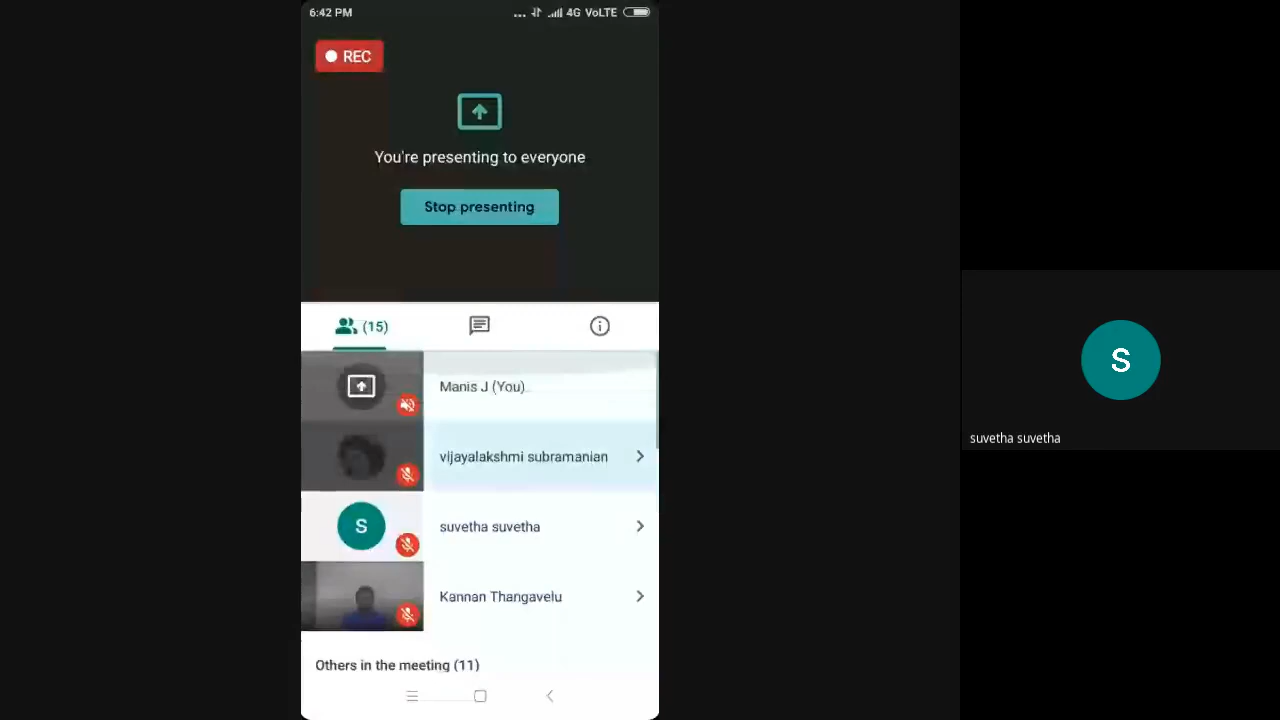 6:42 PM
... 4G VoLTE
REC
You're presenting to everyone
Stop presenting
(15)
Manis J (You)
vijayalakshmi subramanian
S
suvetha suvetha
Kannan Thangavelu
Others in the meeting (11)
S
suvetha suvetha